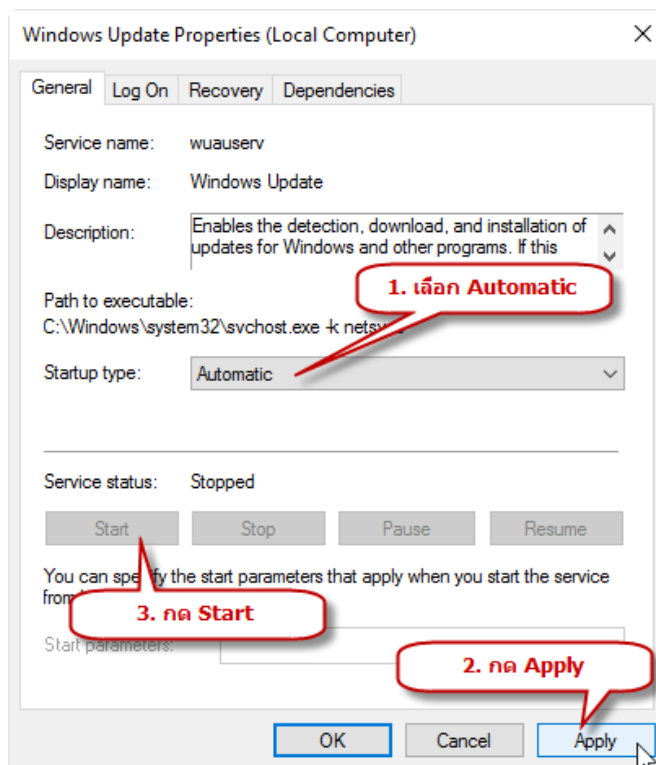 Windows Update Properties (Local Computer)
General Log On Recovery Dependencies
Service name: wuauserv
Display name: Windows Update
Description: Enables the detection, download, and installation of
updates for Windows and other programs. If this
1. เลือก Automatic
Path to executable:
C:\Windows\system32\svchost.exe -k
Startup type: Automatic
Service status: Stopped
Start Stop Pause Resume
You can specify the start parameters that apply when you start the service
3. กด Start
Start parameters:
2. กด Apply
OK Cancel Apply